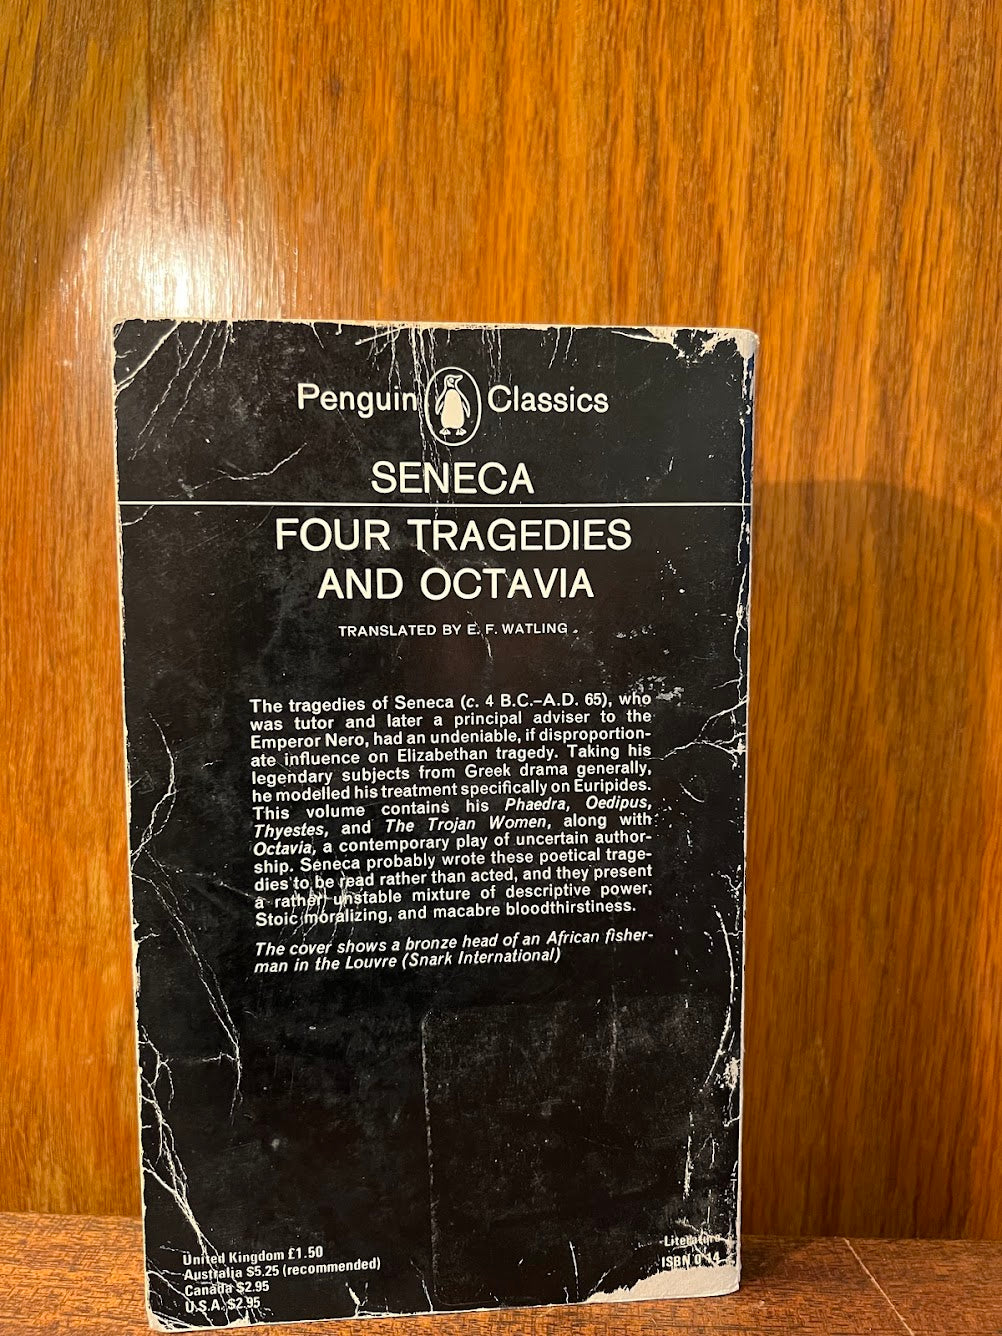 Penguin Classics
SENECA
FOUR TRAGEDIES
AND OCTAVIA
TRANSLATED BY E. F. WATLING
The tragedies of Seneca (c. 4 B.C.–A.D. 65), who
was tutor and later a principal adviser to the
Emperor Nero, had an undeniable, if disproportion-
ate influence on Elizabethan tragedy. Taking his
legendary subjects from Greek drama generally,
he modelled his treatment specifically on Euripides.
This volume contains his Phaedra, Oedipus,
Thyestes, and The Trojan Women, along with
Octavia, a contemporary play of uncertain author-
ship. Seneca probably wrote these poetical trage-
dies to be read rather than acted, and they present
a rather unstable mixture of descriptive power,
Stoic moralizing, and macabre bloodthirstiness.
The cover shows a bronze head of an African fisher-
man in the Louvre (Snark International)
United Kingdom £1.50
Australia $5.25 (recommended)
Canada $2.95
U.S.A. $2.95
Literature
ISBN 0 14